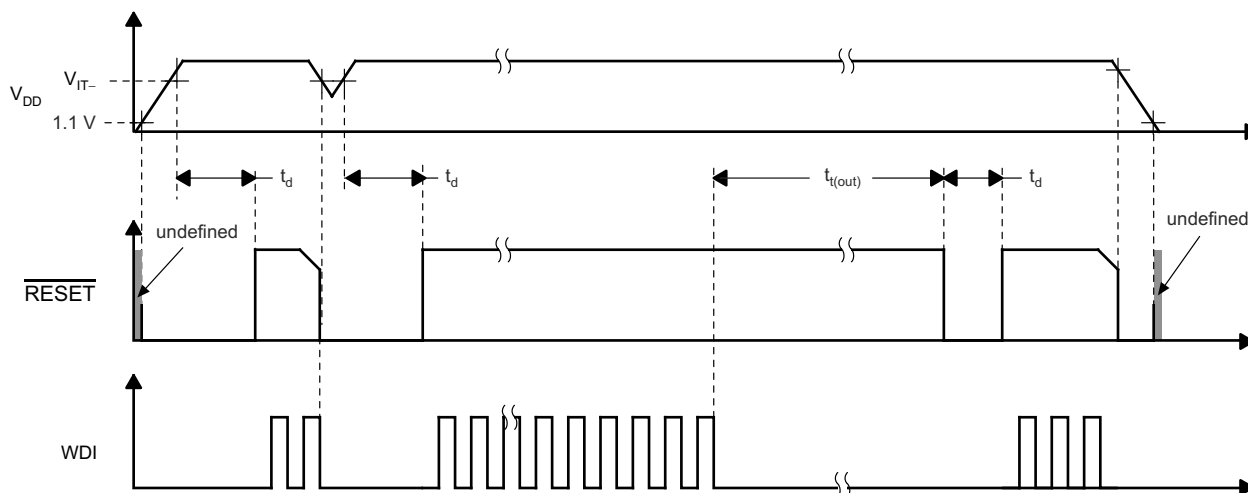 V_IT–
V_DD
1.1 V
t_d
t_d
t_t(out)
t_d
undefined
undefined
RESET
WDI